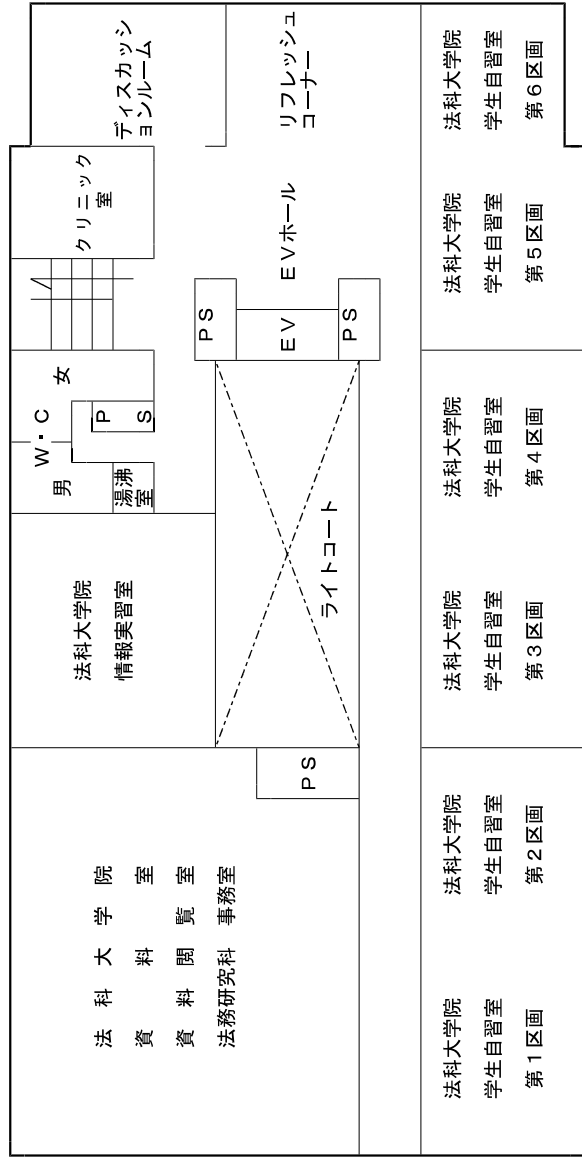 法科大学院
資料室
資料閲覧室
法務研究科 事務室
法科大学院
情報実習室
男
W・C
女
湯沸室
PS
クリニック室
ディスカッションルーム
リフレッシュコーナー
PS
EV
PS
EVホール
ライトコート
PS
法科大学院
学生自習室
第1区画
法科大学院
学生自習室
第2区画
法科大学院
学生自習室
第3区画
法科大学院
学生自習室
第4区画
法科大学院
学生自習室
第5区画
法科大学院
学生自習室
第6区画